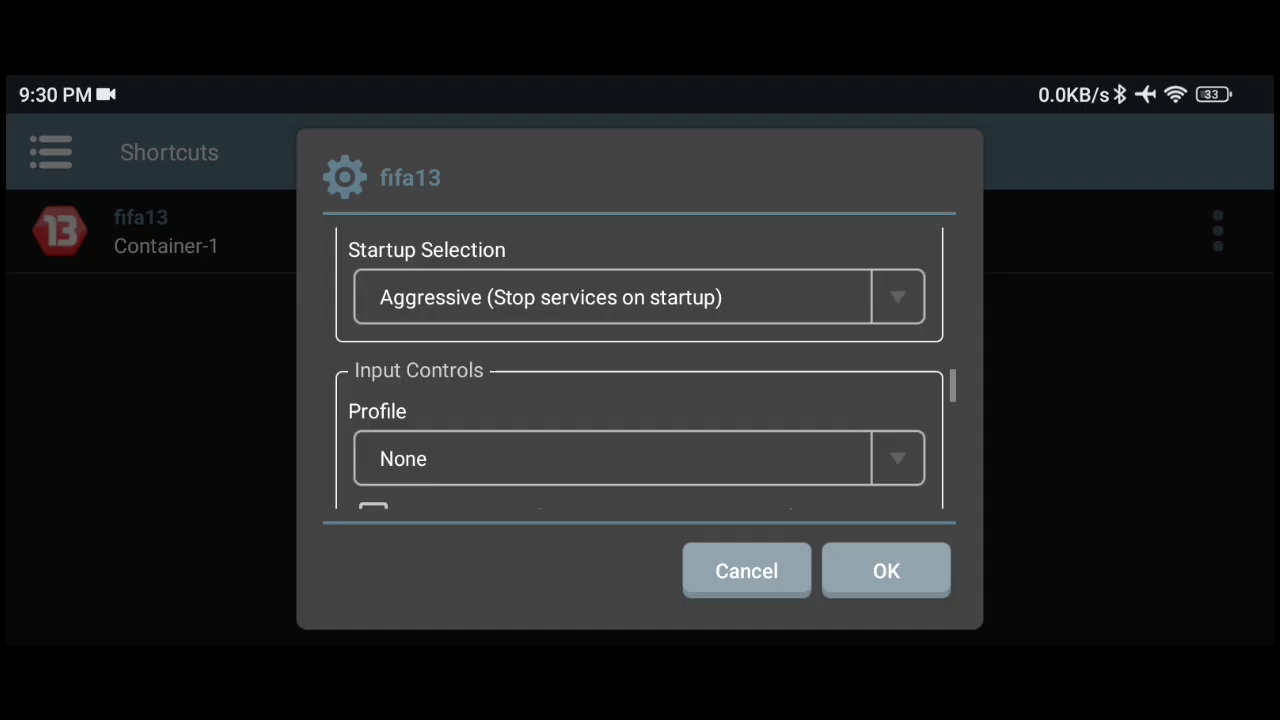 9:30 PM
0.0KB/s
33
Shortcuts
fifa13
13
fifa13
Container-1
Startup Selection
Aggressive (Stop services on startup)
Input Controls
Profile
None
Cancel
OK